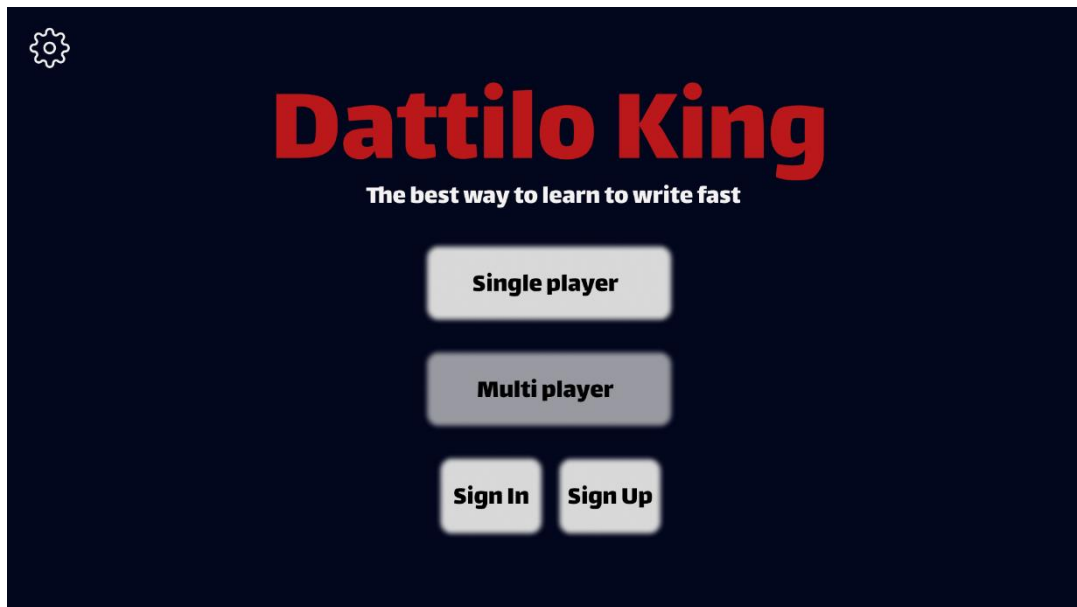 Dattilo King
The best way to learn to write fast
Single player
Multi player
Sign In Sign Up